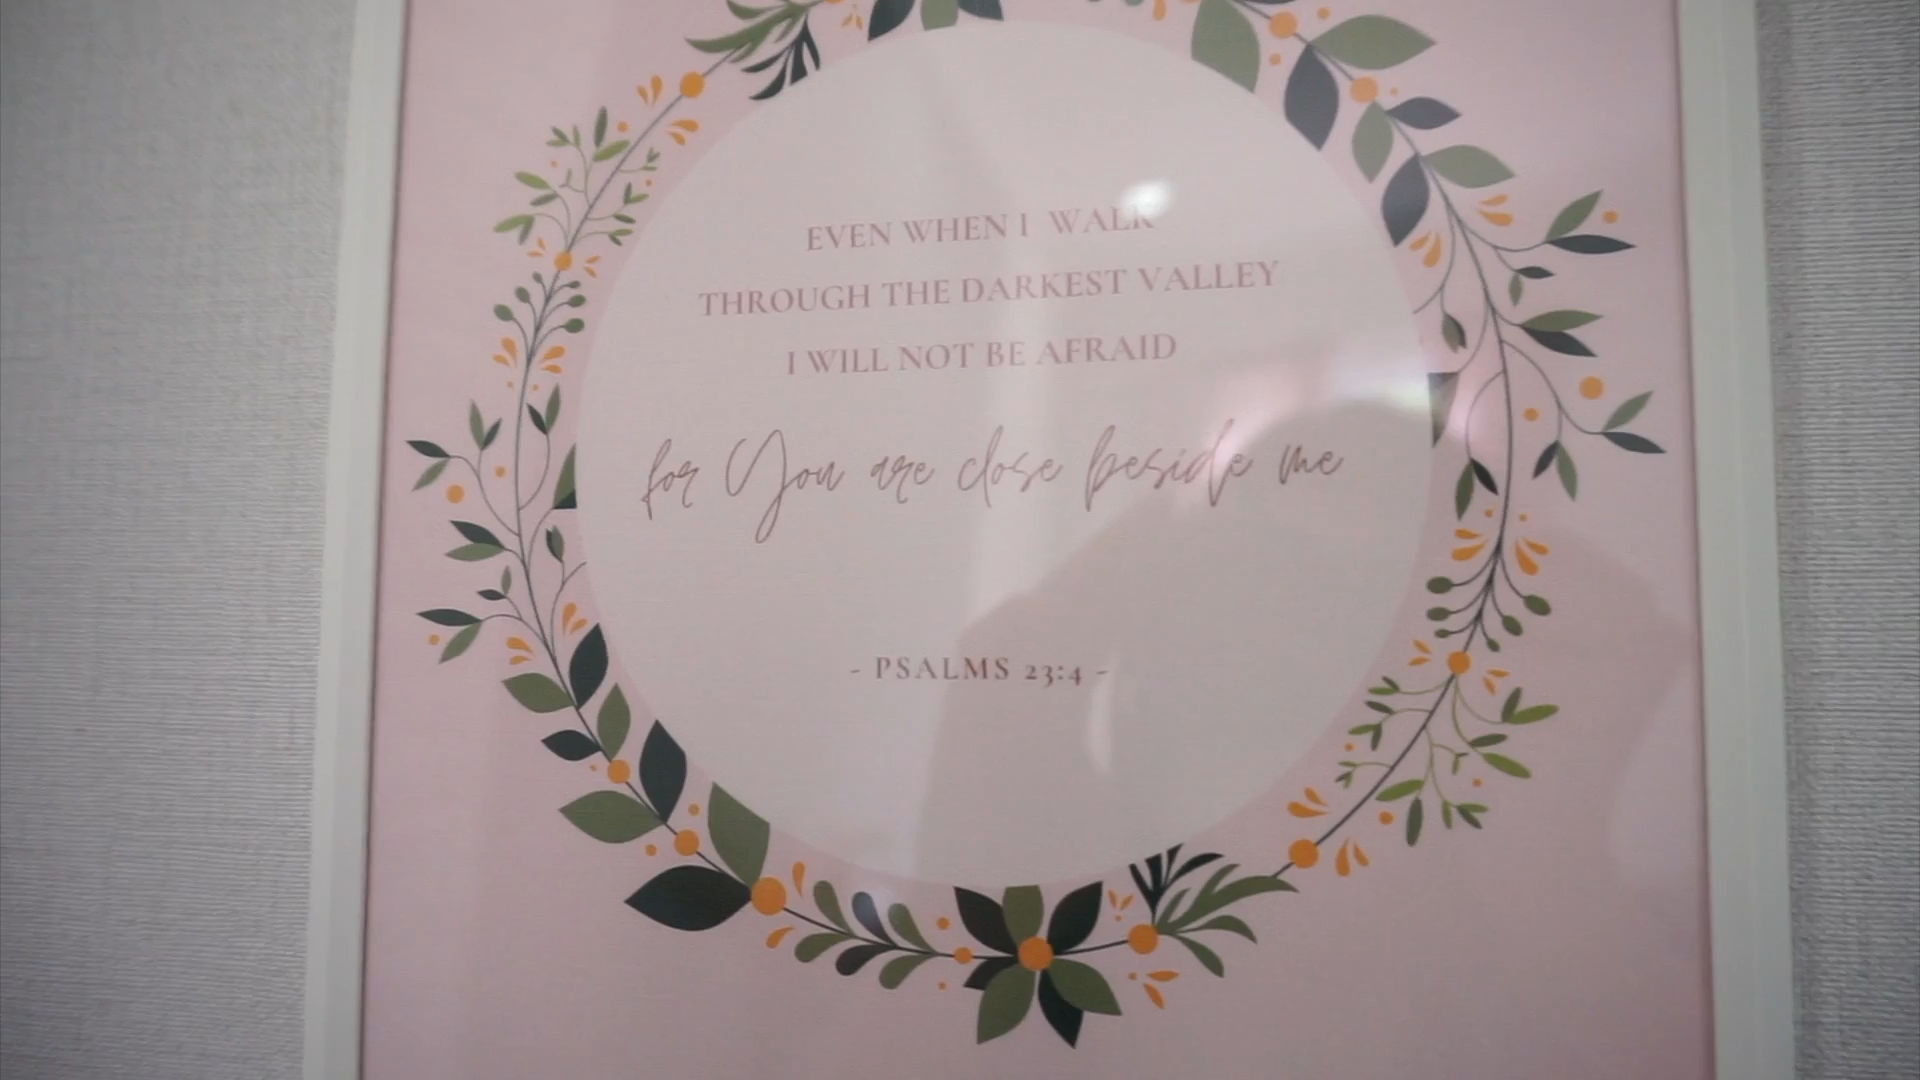 EVEN WHEN I WALK
THROUGH THE DARKEST VALLEY
I WILL NOT BE AFRAID
for You are close beside me
- PSALMS 23:4 -